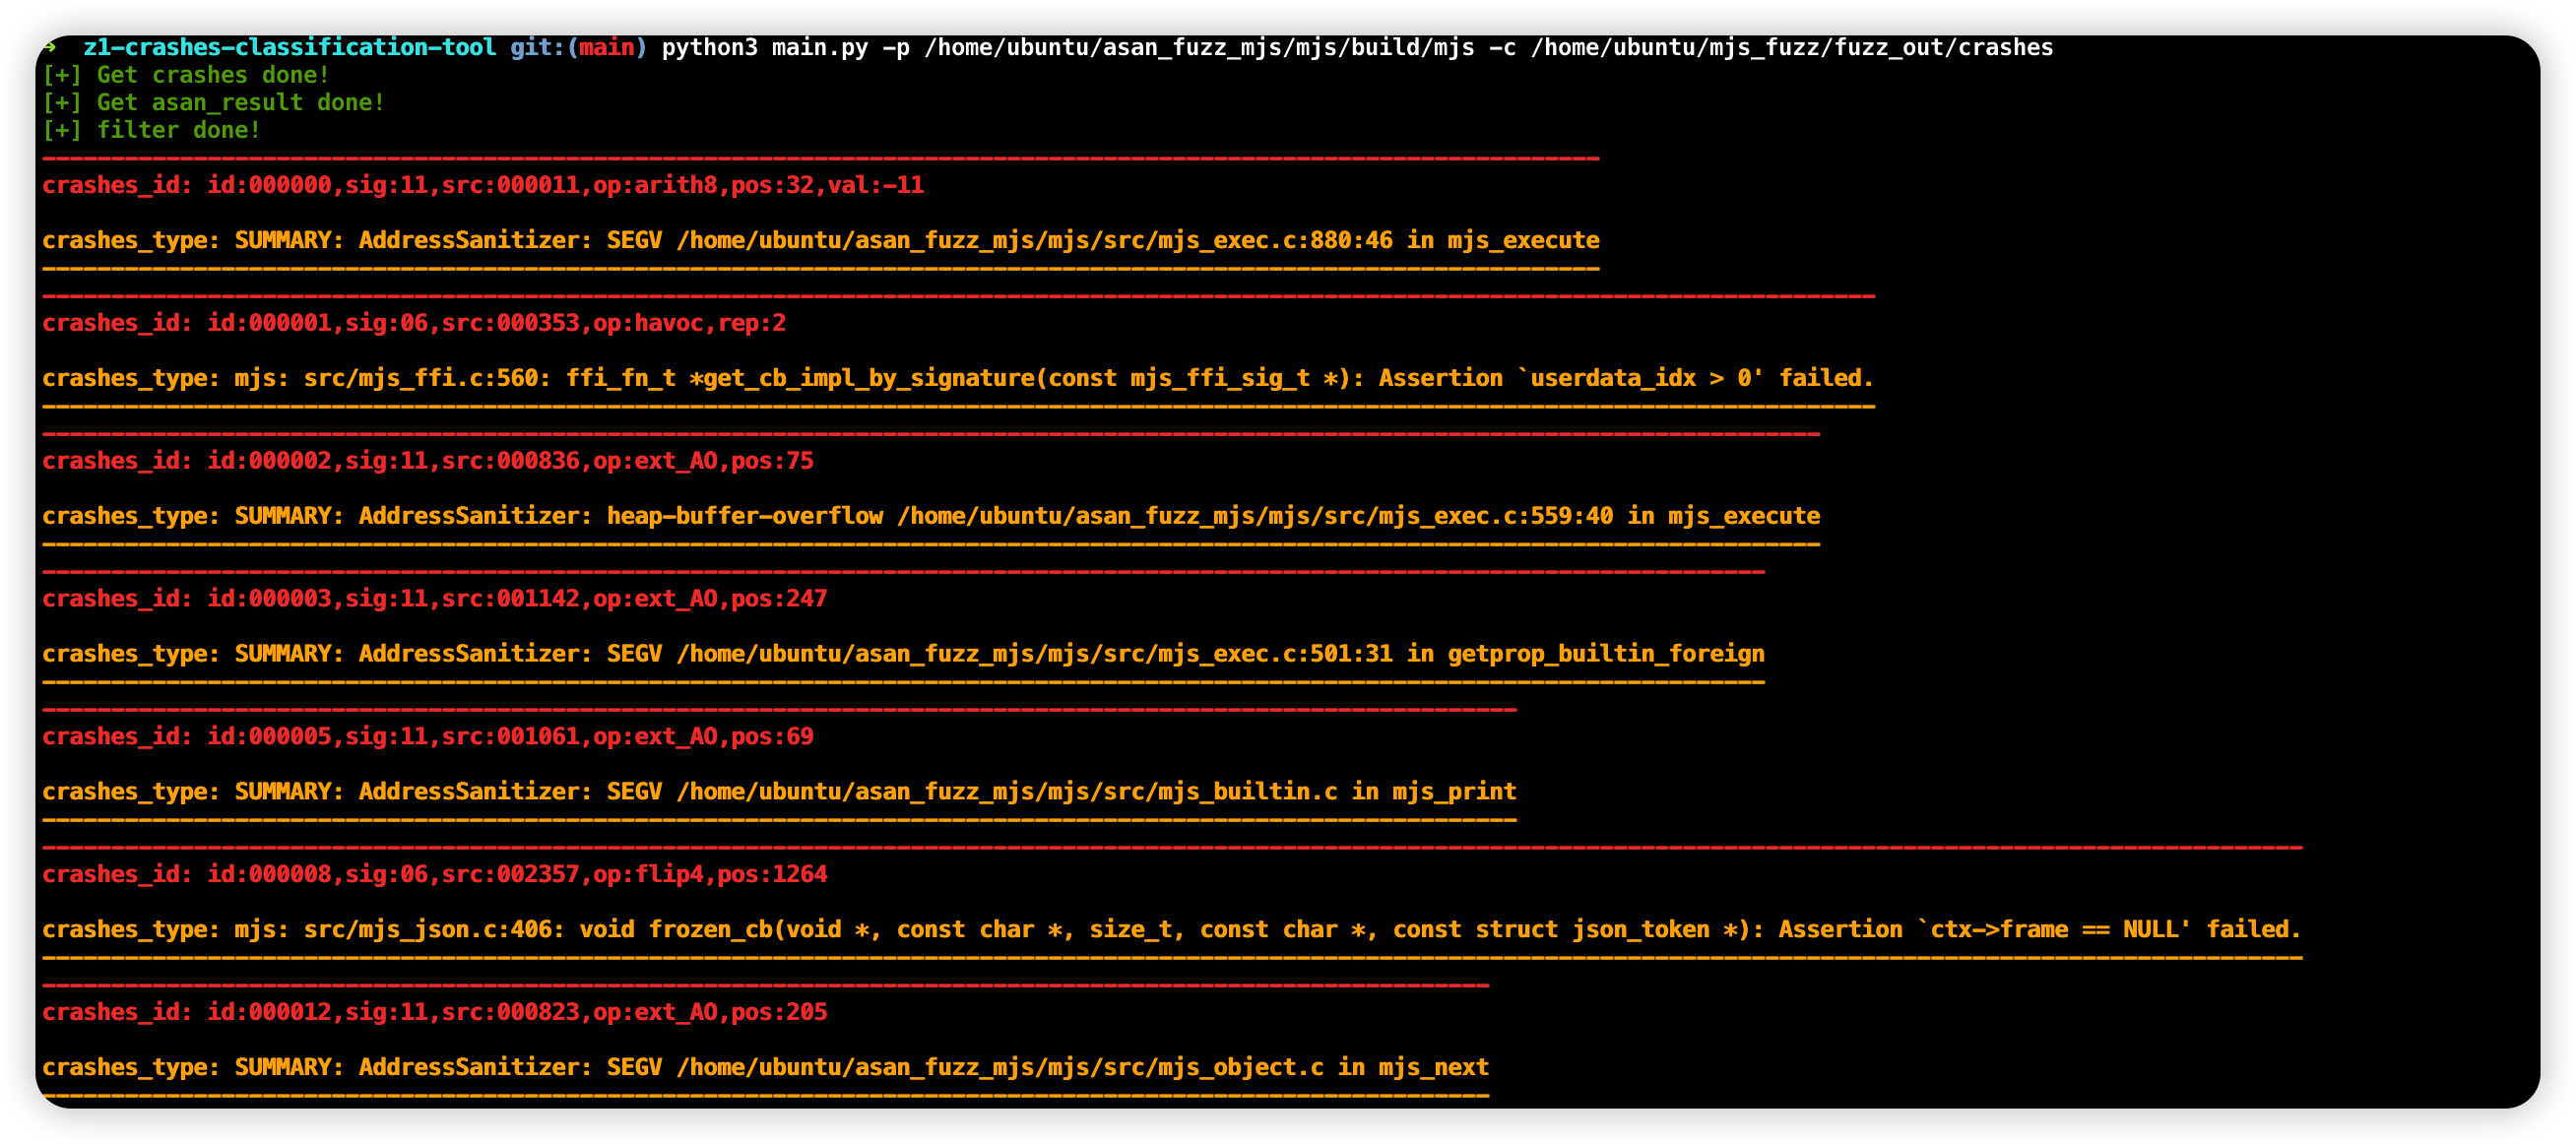 ➜  z1-crashes-classification-tool git:(main) python3 main.py -p /home/ubuntu/asan_fuzz_mjs/mjs/build/mjs -c /home/ubuntu/mjs_fuzz/fuzz_out/crashes
[+] Get crashes done!
[+] Get asan_result done!
[+] filter done!
crashes_id: id:000000,sig:11,src:000011,op:arith8,pos:32,val:-11
crashes_type: SUMMARY: AddressSanitizer: SEGV /home/ubuntu/asan_fuzz_mjs/mjs/src/mjs_exec.c:880:46 in mjs_execute
crashes_id: id:000001,sig:06,src:000353,op:havoc,rep:2
crashes_type: mjs: src/mjs_ffi.c:560: ffi_fn_t *get_cb_impl_by_signature(const mjs_ffi_sig_t *): Assertion `userdata_idx > 0' failed.
crashes_id: id:000002,sig:11,src:000836,op:ext_AO,pos:75
crashes_type: SUMMARY: AddressSanitizer: heap-buffer-overflow /home/ubuntu/asan_fuzz_mjs/mjs/src/mjs_exec.c:559:40 in mjs_execute
crashes_id: id:000003,sig:11,src:001142,op:ext_AO,pos:247
crashes_type: SUMMARY: AddressSanitizer: SEGV /home/ubuntu/asan_fuzz_mjs/mjs/src/mjs_exec.c:501:31 in getprop_builtin_foreign
crashes_id: id:000005,sig:11,src:001061,op:ext_AO,pos:69
crashes_type: SUMMARY: AddressSanitizer: SEGV /home/ubuntu/asan_fuzz_mjs/mjs/src/mjs_builtin.c in mjs_print
crashes_id: id:000008,sig:06,src:002357,op:flip4,pos:1264
crashes_type: mjs: src/mjs_json.c:406: void frozen_cb(void *, const char *, size_t, const char *, const struct json_token *): Assertion `ctx->frame == NULL' failed.
crashes_id: id:000012,sig:11,src:000823,op:ext_AO,pos:205
crashes_type: SUMMARY: AddressSanitizer: SEGV /home/ubuntu/asan_fuzz_mjs/mjs/src/mjs_object.c in mjs_next